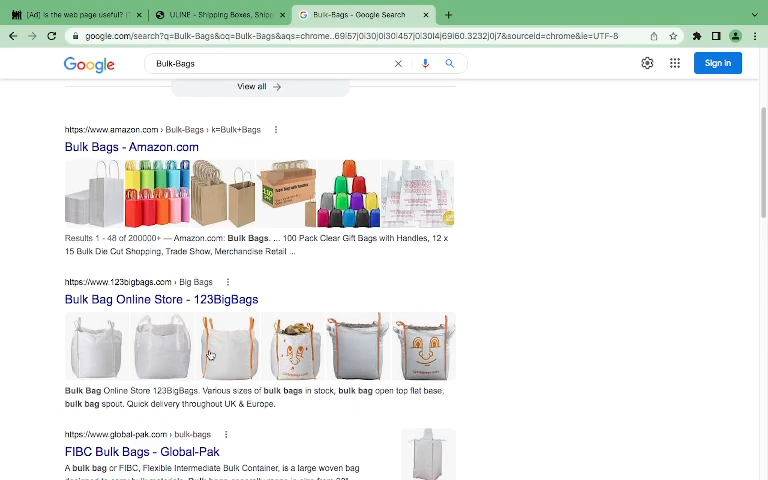 [Ad] Is the web page useful? (
ULINE - Shipping Boxes, Shipp
Bulk-Bags - Google Search
google.com/search?q=Bulk-Bags&oq=Bulk-Bags&aqs=chrome..69i57j0i30j0i30i457j0i30l4j69i60.3232j0j7&sourceid=chrome&ie=UTF-8
Google
Bulk-Bags
Sign in
View all
https://www.amazon.com › Bulk-Bags › k=Bulk+Bags
Bulk Bags - Amazon.com
Results 1 - 48 of 200000+ — Amazon.com: Bulk Bags. ... 100 Pack Clear Gift Bags with Handles, 12 x
15 Bulk Die Cut Shopping, Trade Show, Merchandise Retail ...
https://www.123bigbags.com › Big Bags
Bulk Bag Online Store - 123BigBags
Bulk Bag Online Store 123BigBags. Various sizes of bulk bags in stock, bulk bag open top flat base,
bulk bag spout. Quick delivery throughout UK & Europe.
https://www.global-pak.com › bulk-bags
FIBC Bulk Bags - Global-Pak
A bulk bag or FIBC, Flexible Intermediate Bulk Container, is a large woven bag